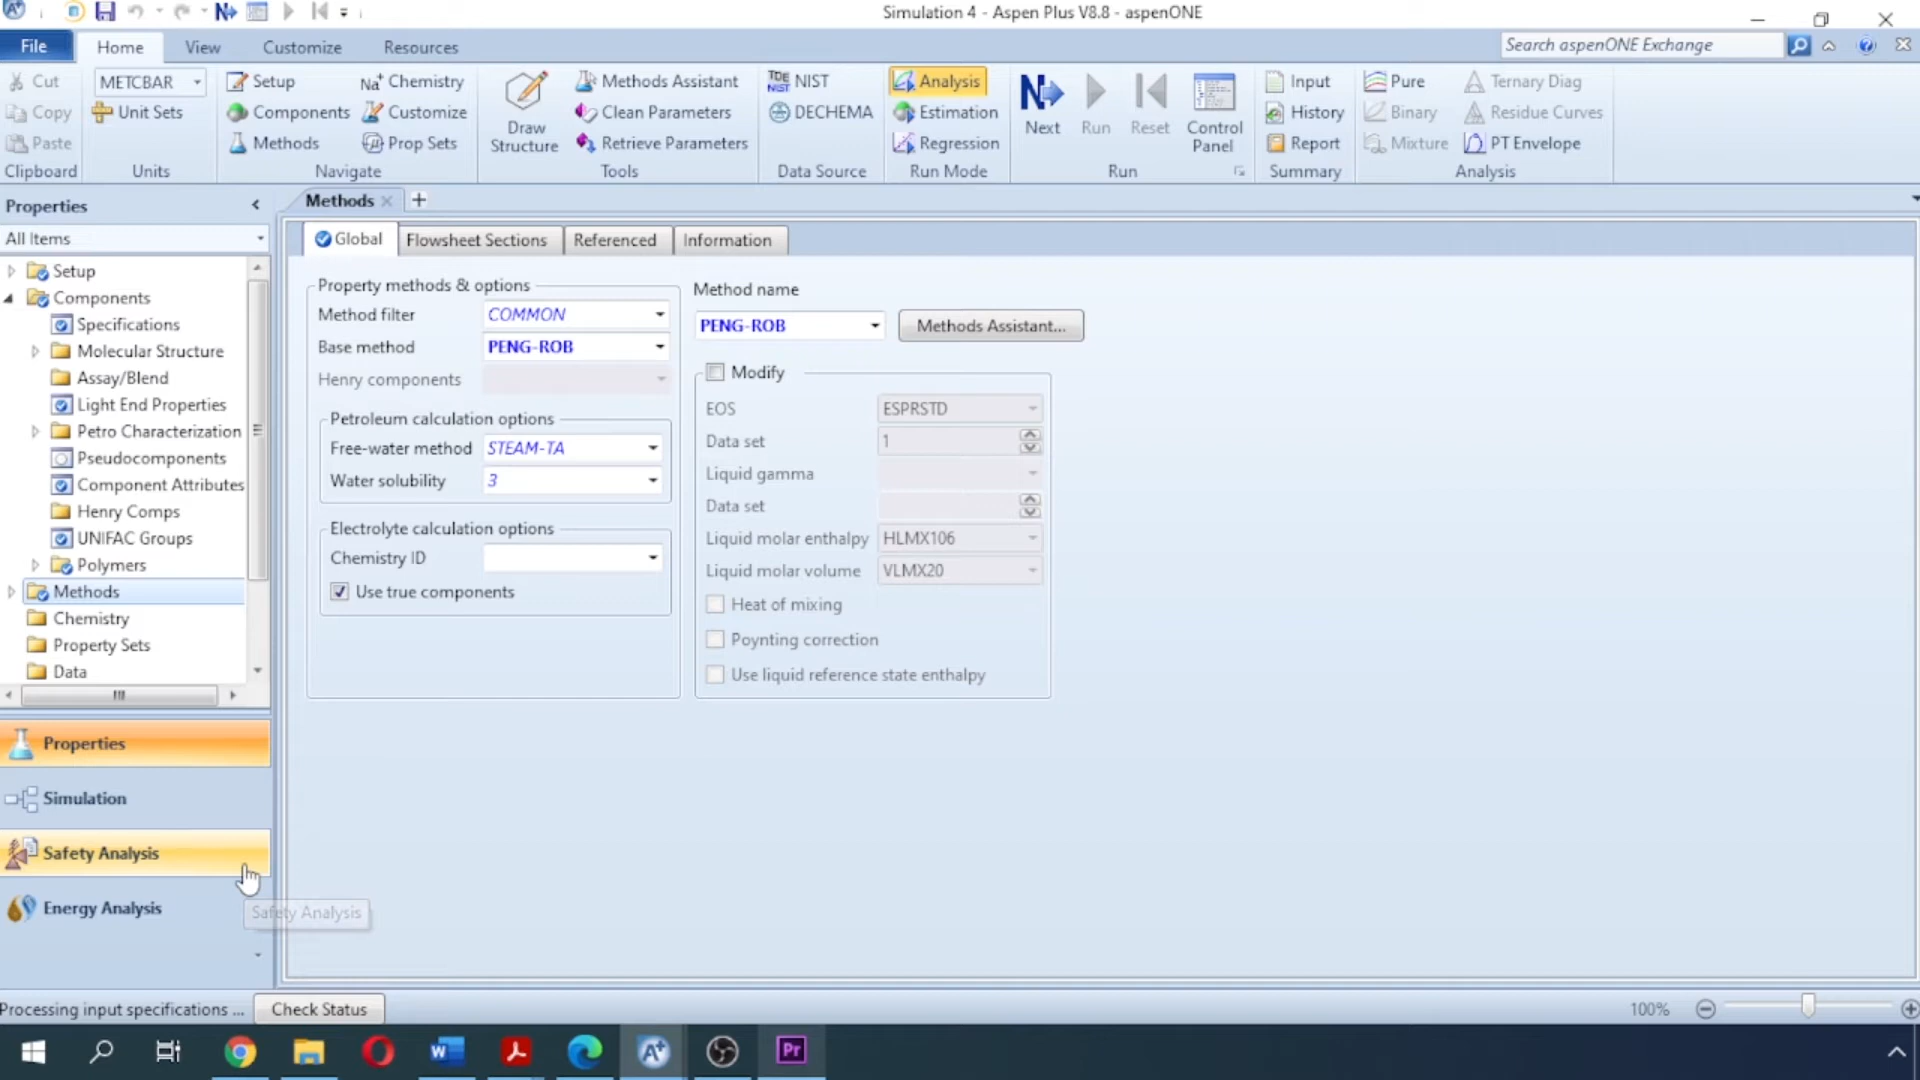 Simulation 4 - Aspen Plus V8.8 - aspenONE
File
Home
View
Customize
Resources
Search aspenONE Exchange
Cut
Copy
Paste
Clipboard
METCBAR
Unit Sets
Units
Setup
Components
Methods
Na+ Chemistry
Customize
Prop Sets
Navigate
Draw
Structure
Methods Assistant
Clean Parameters
Retrieve Parameters
Tools
TDE
NIST
NIST
DECHEMA
Data Source
Analysis
Estimation
Regression
Run Mode
N
Next
Run
Reset
Control
Panel
Run
Input
History
Report
Summary
Pure
Binary
Mixture
Ternary Diag
Residue Curves
PT Envelope
Analysis
Properties
All Items
Setup
Components
Specifications
Molecular Structure
Assay/Blend
Light End Properties
Petro Characterization
Pseudocomponents
Component Attributes
Henry Comps
UNIFAC Groups
Polymers
Methods
Chemistry
Property Sets
Data
Properties
Simulation
Safety Analysis
Energy Analysis
Safety Analysis
Methods
Global
Flowsheet Sections
Referenced
Information
Property methods & options
Method filter
COMMON
Base method
PENG-ROB
Henry components
Petroleum calculation options
Free-water method
STEAM-TA
Water solubility
3
Electrolyte calculation options
Chemistry ID
Use true components
Method name
PENG-ROB
Methods Assistant...
Modify
EOS
ESPRSTD
Data set
1
Liquid gamma
Data set
Liquid molar enthalpy
HLMX106
Liquid molar volume
VLMX20
Heat of mixing
Poynting correction
Use liquid reference state enthalpy
Processing input specifications ...
Check Status
100%
W
A+
Pr